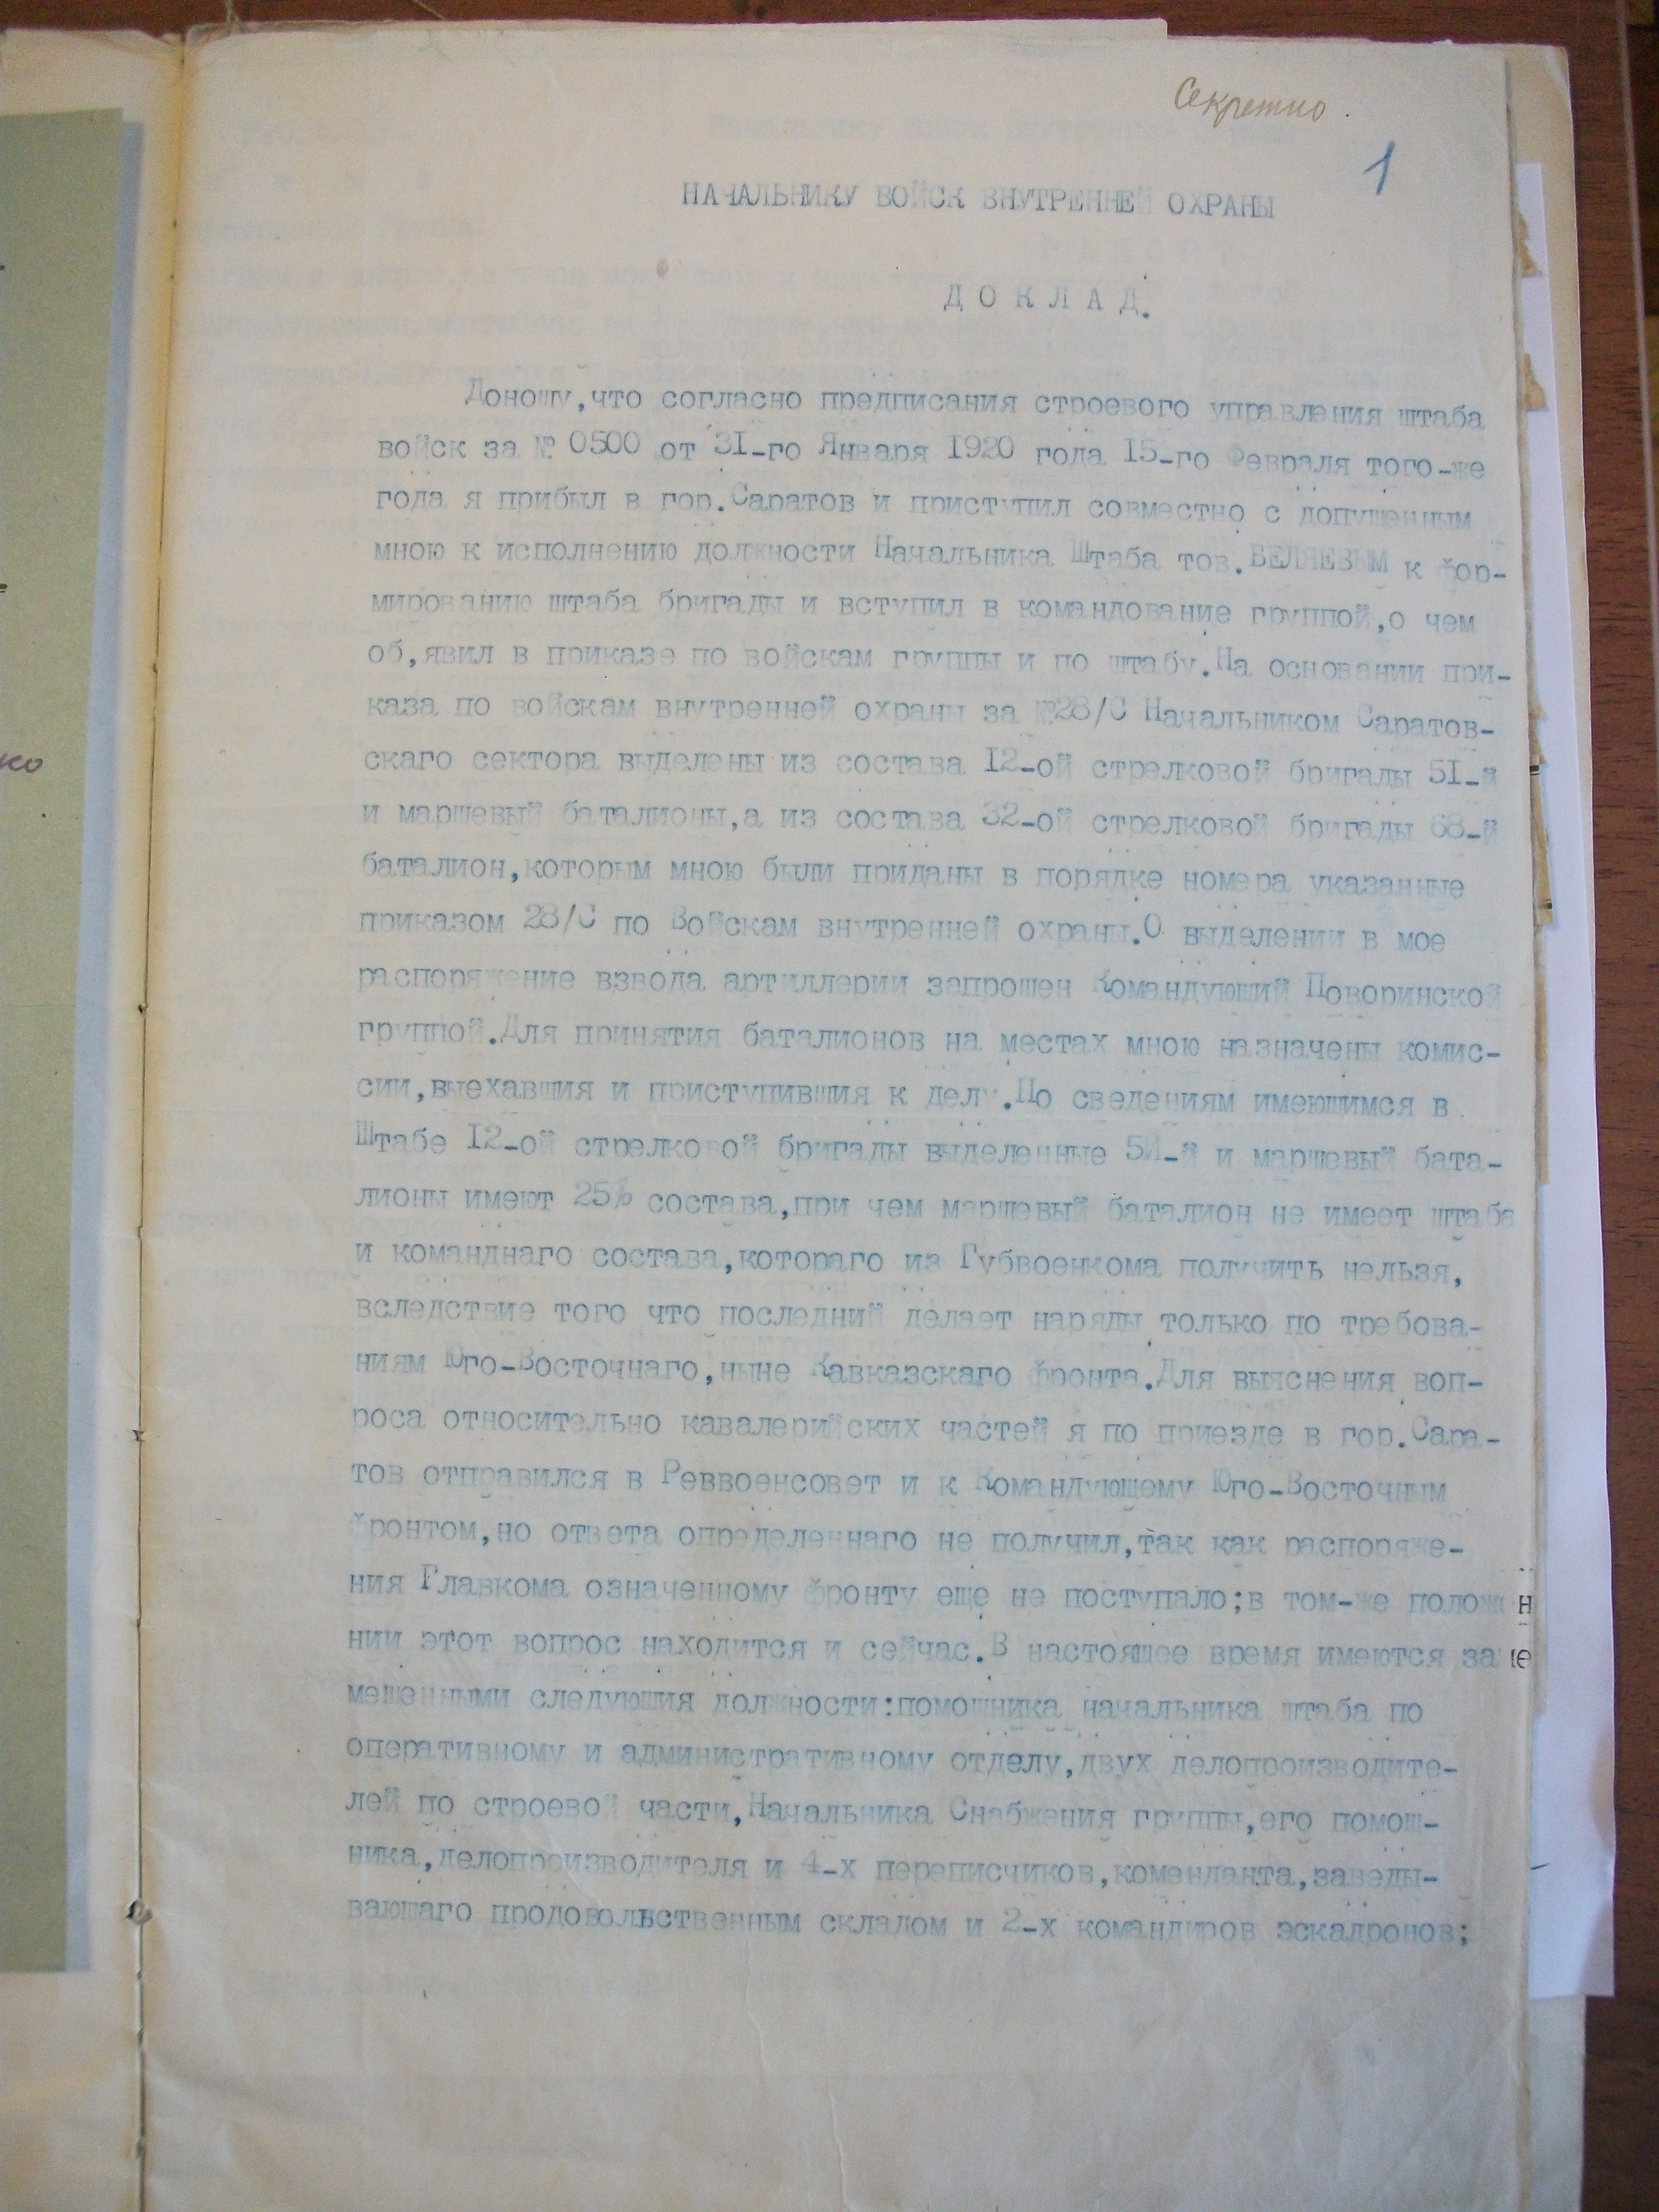 Секретно.
1
НАЧАЛЬНИКУ ВОЙСК ВНУТРЕННЕЙ ОХРАНЫ
ДОКЛАД.
Доношу,что согласно предписания строевого управления штаба
войск за № 0500 от 31-го Января 1920 года 15-го Февраля того-же
года я прибыл в гор.Саратов и приступил совместно с допущенным
мною к исполнению должности Начальника Штаба тов.БЕЛЯЕВЫМ к фор-
мированию штаба бригады и вступил в командование группой,о чем
об,явил в приказе по войскам группы и по штабу.На основании при-
каза по войскам внутренней охраны за №28/С Начальником Саратов-
скаго сектора выделены из состава 12-ой стрелковой бригады 51-й
и маршевый баталионы,а из состава 32-ой стрелковой бригады 68-й
баталион,которым мною были приданы в порядке номера указанные
приказом 28/С по Войскам внутренней охраны.О выделении в мое
распоряжение взвода артиллерии запрошен Командующий Поворинской
группой.Для принятия баталионов на местах мною назначены комис-
сии,выехавшия и приступившия к делу.По сведениям имеющимся в
Штабе 12-ой стрелковой бригады выделенные 51-й и маршевый бата-
лионы имеют 25% состава,при чем маршевый баталион не имеет штаба
и команднаго состава,котораго из Губвоенкома получить нельзя,
вследствие того что последний делает наряды только по требова-
ниям Юго-Восточнаго,ныне Кавказскаго фронта.Для выяснения воп-
роса относительно кавалерийских частей я по приезде в гор.Сара-
тов отправился в Реввоенсовет и к Командующему Юго-Восточным
фронтом,но ответа определеннаго не получил,так как распоряже-
ния Главкома означенному фронту еще не поступало;в том-же положе
нии этот вопрос находится и сейчас.В настоящее время имеются за
мещенными следующия должности:помощника начальника штаба по
оперативному и административному отделу,двух делопроизводите-
лей по строевой части,Начальника Снабжения группы,его помощ-
ника,делопроизводителя и 4-х переписчиков,коменданта,заведы-
вающаго продовольственным складом и 2-х командиров эскадронов;